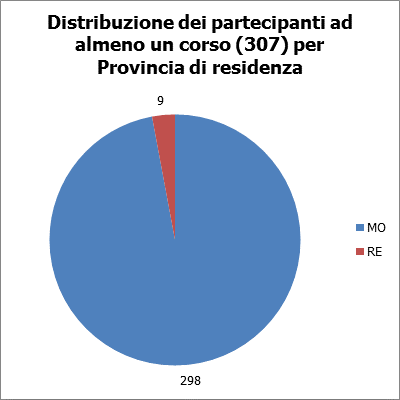 Distribuzione dei partecipanti ad
almeno un corso (307) per
Provincia di residenza
9
MO
RE
298